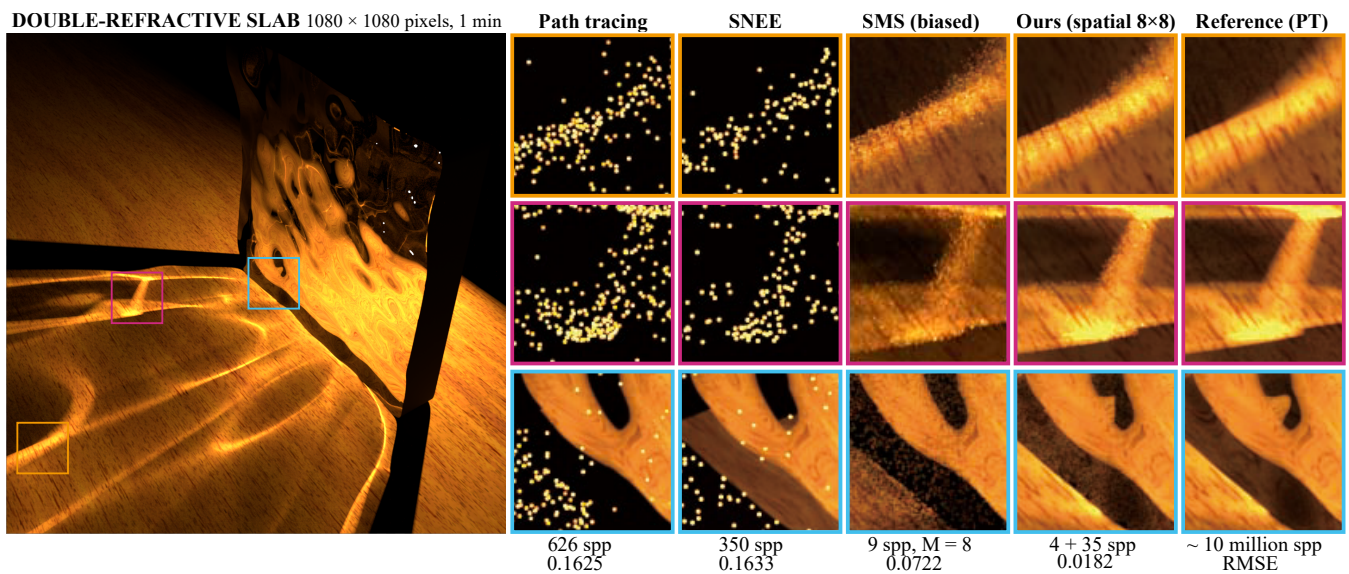 DOUBLE-REFRACTIVE SLAB 1080 × 1080 pixels, 1 min
Path tracing
SNEE
SMS (biased)
Ours (spatial 8×8)
Reference (PT)
626 spp
0.1625
350 spp
0.1633
9 spp, M = 8
0.0722
4 + 35 spp
0.0182
~ 10 million spp
RMSE